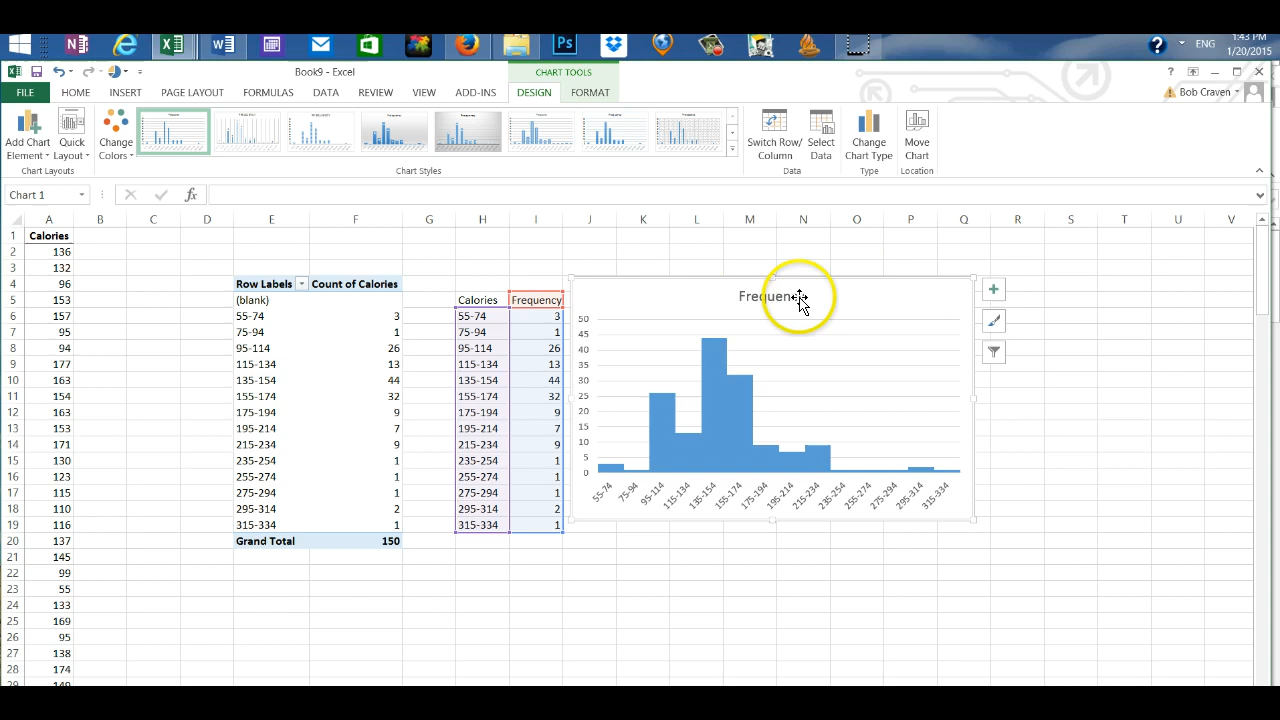 1:43 PM
? ENG
1/20/2015
Book9 - Excel
CHART TOOLS
?
FILE HOME INSERT PAGE LAYOUT FORMULAS DATA REVIEW VIEW ADD-INS DESIGN FORMAT
Bob Craven
Add Chart Element
Quick Layout
Change Colors
Switch Row/Column
Select Data
Change Chart Type
Move Chart
Chart Layouts
Chart Styles
Data
Type
Location
Chart 1
fx
A B C D E F G H I J K L M N O P Q R S T U V
1 Calories
2 136
3 132
4 96 Row Labels Count of Calories
5 153 (blank) Calories Frequency
6 157 55-74 3 55-74 3
7 95 75-94 1 75-94 1
8 94 95-114 26 95-114 26
9 177 115-134 13 115-134 13
10 163 135-154 44 135-154 44
11 154 155-174 32 155-174 32
12 163 175-194 9 175-194 9
13 153 195-214 7 195-214 7
14 171 215-234 9 215-234 9
15 130 235-254 1 235-254 1
16 123 255-274 1 255-274 1
17 115 275-294 1 275-294 1
18 110 295-314 2 295-314 2
19 116 315-334 1 315-334 1
20 137 Grand Total 150
21 145
22 99
23 55
24 133
25 169
26 95
27 138
28 174
29
50
45
40
35
30
25
20
15
10
5
0
55-74 75-94 95-114 115-134 135-154 155-174 175-194 195-214 215-234 235-254 255-274 275-294 295-314 315-334